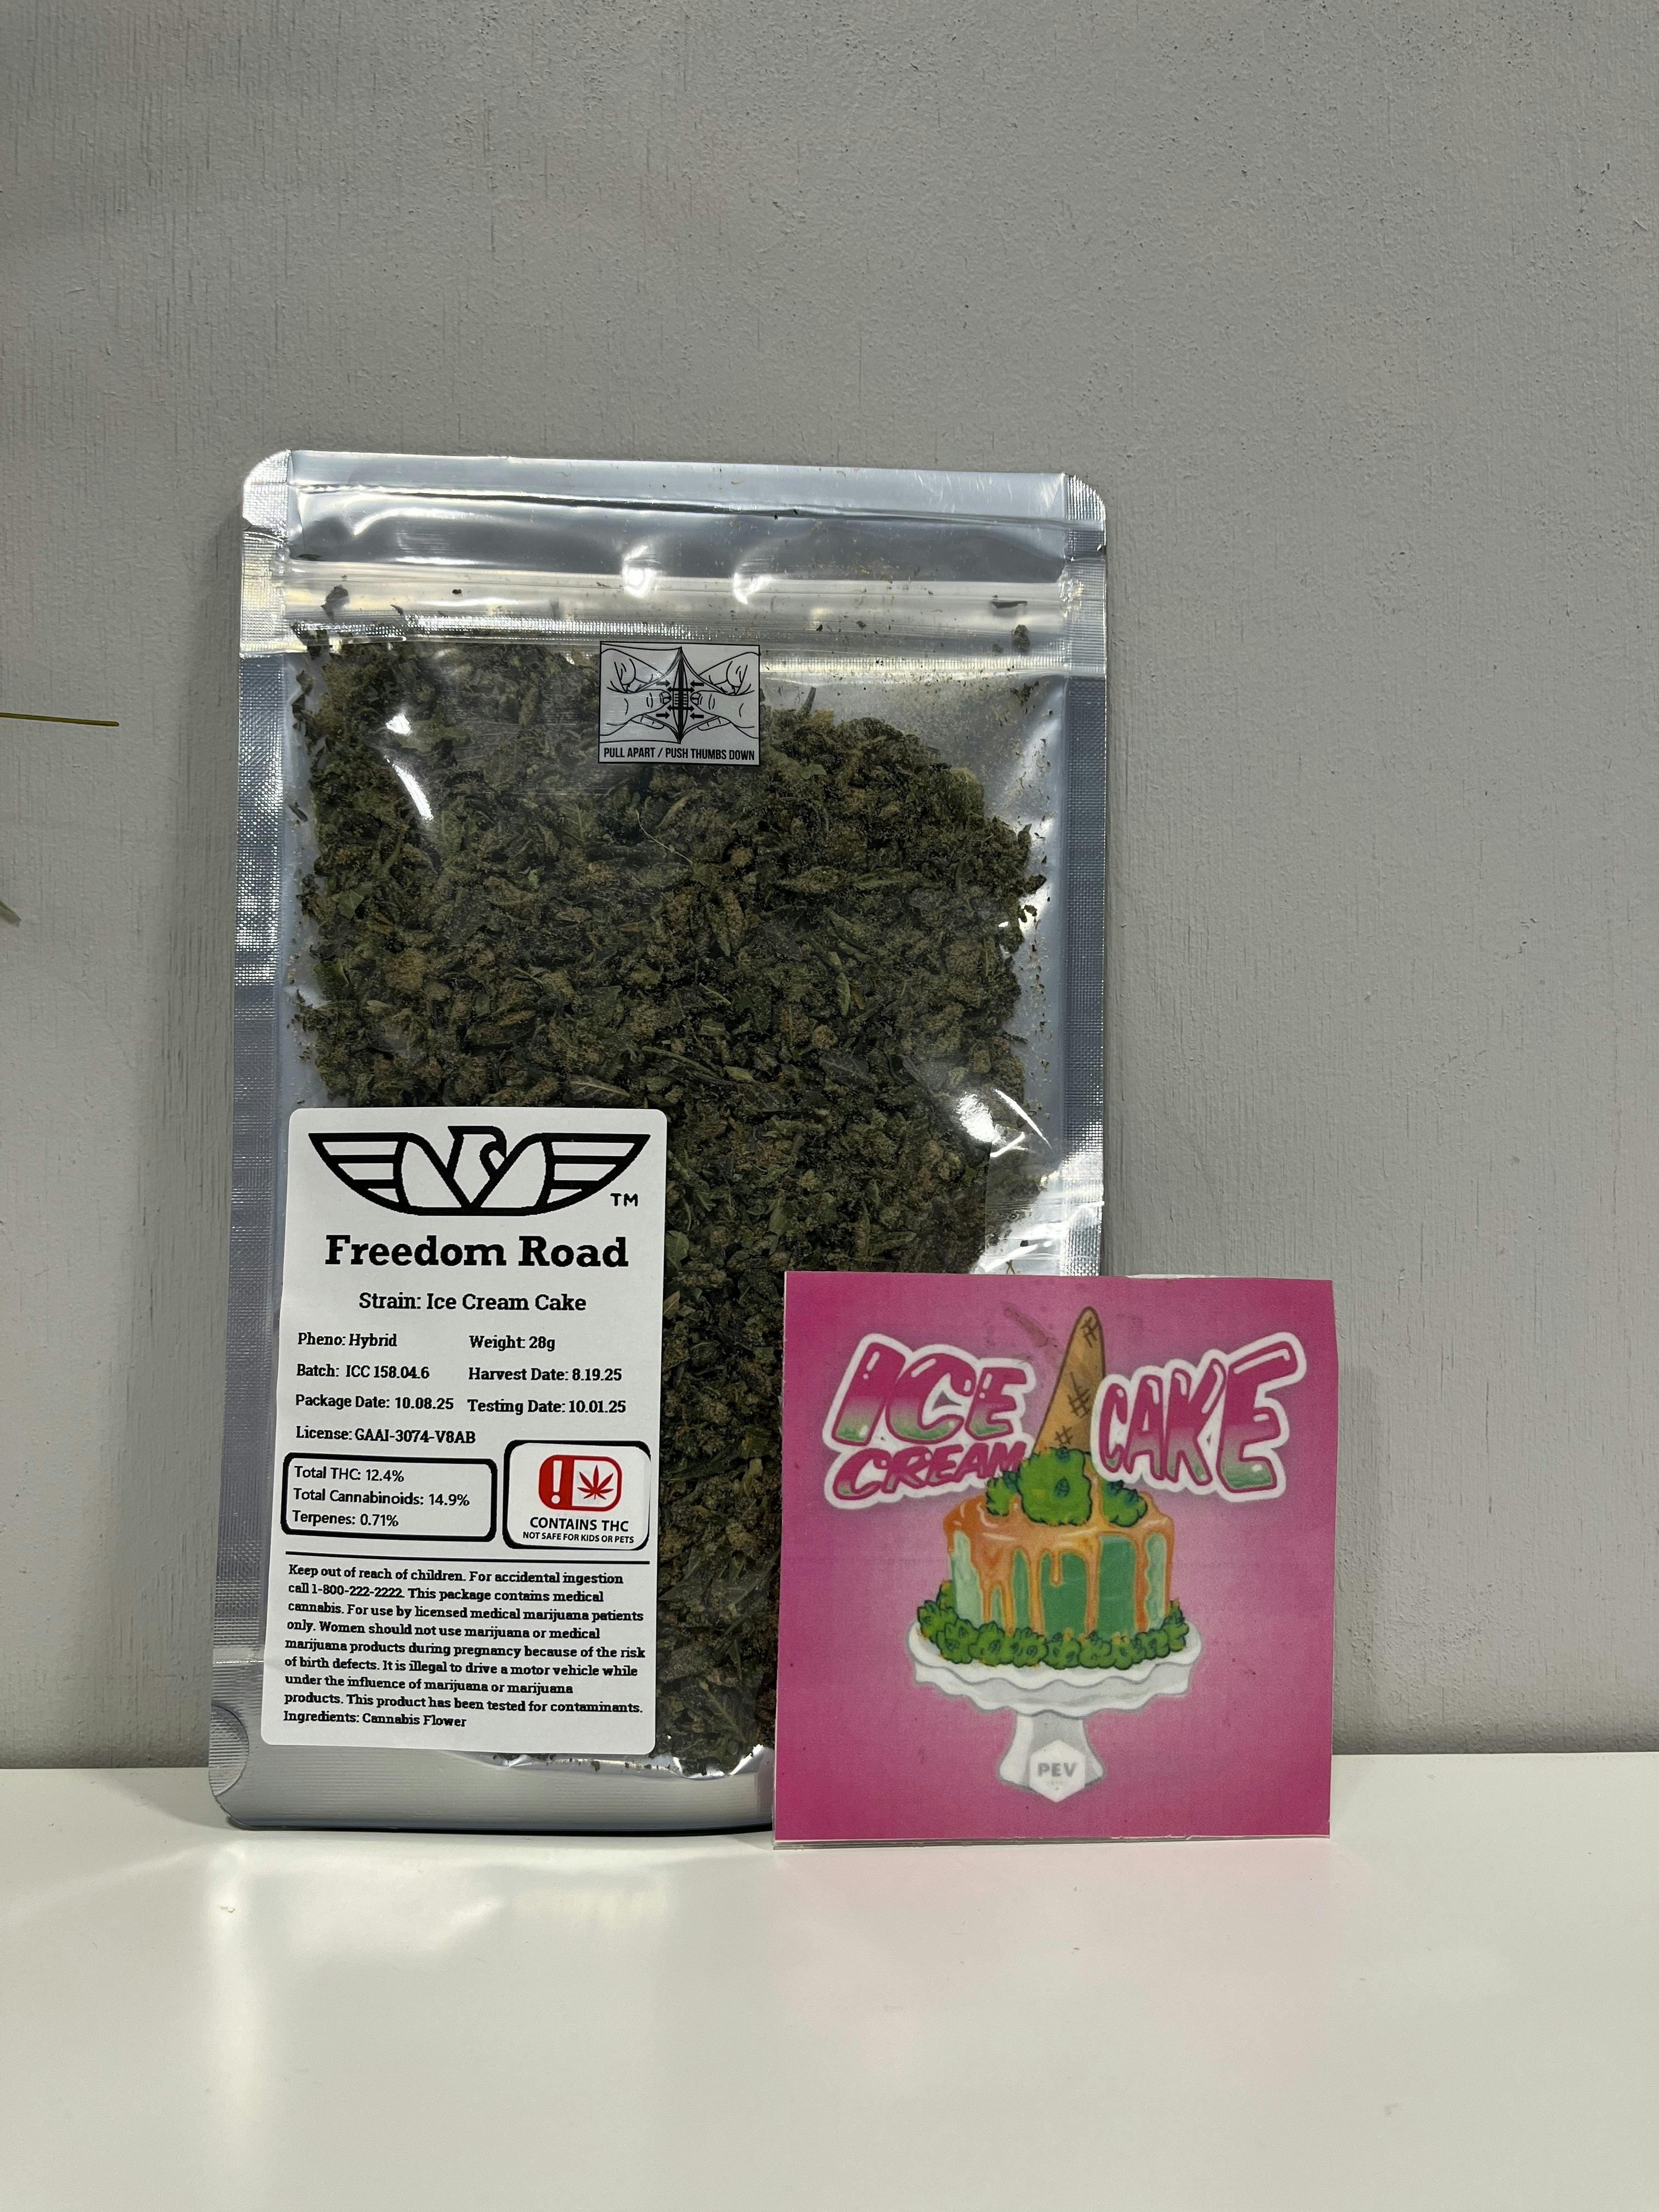 PULL APART / PUSH THUMBS DOWN
TM
Freedom Road
Strain: Ice Cream Cake
Pheno: Hybrid Weight: 28g
Batch: ICC 158.04.6 Harvest Date: 8.19.25
Package Date: 10.08.25 Testing Date: 10.01.25
License: GAAI-3074-V8AB
Total THC: 12.4%
Total Cannabinoids: 14.9%
Terpenes: 0.71%
!
CONTAINS THC
NOT SAFE FOR KIDS OR PETS
Keep out of reach of children. For accidental ingestion
call 1-800-222-2222. This package contains medical
cannabis. For use by licensed medical marijuana patients
only. Women should not use marijuana or medical
marijuana products during pregnancy because of the risk
of birth defects. It is illegal to drive a motor vehicle while
under the influence of marijuana or marijuana
products. This product has been tested for contaminants.
Ingredients: Cannabis Flower
ICE
CREAM
CAKE
PEV